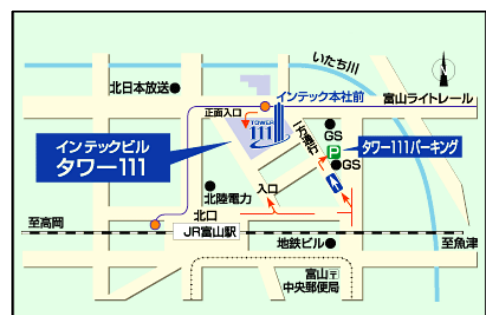 いたち川
北日本放送
インテック本社前
富山ライトレール
正面入口
TOWER
111
一方通行
GS
P
タワー111パーキング
インテックビル
タワー111
GS
北陸電力
入口
北口
至高岡
JR富山駅
地鉄ビル
至魚津
富山〒
中央郵便局